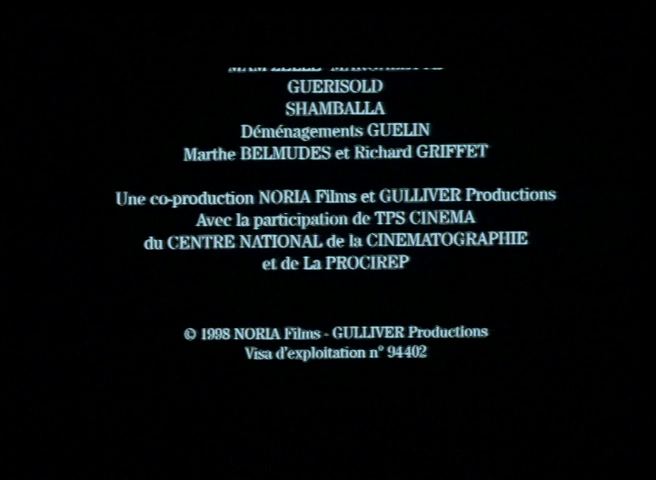 GUERISOLD
SHAMBALLA
Déménagements GUELIN
Marthe BELMUDES et Richard GRIFFET
Une co-production NORIA Films et GULLIVER Productions
Avec la participation de TPS CINEMA
du CENTRE NATIONAL de la CINEMATOGRAPHIE
et de La PROCIREP
© 1998 NORIA Films - GULLIVER Productions
Visa d'exploitation n° 94402